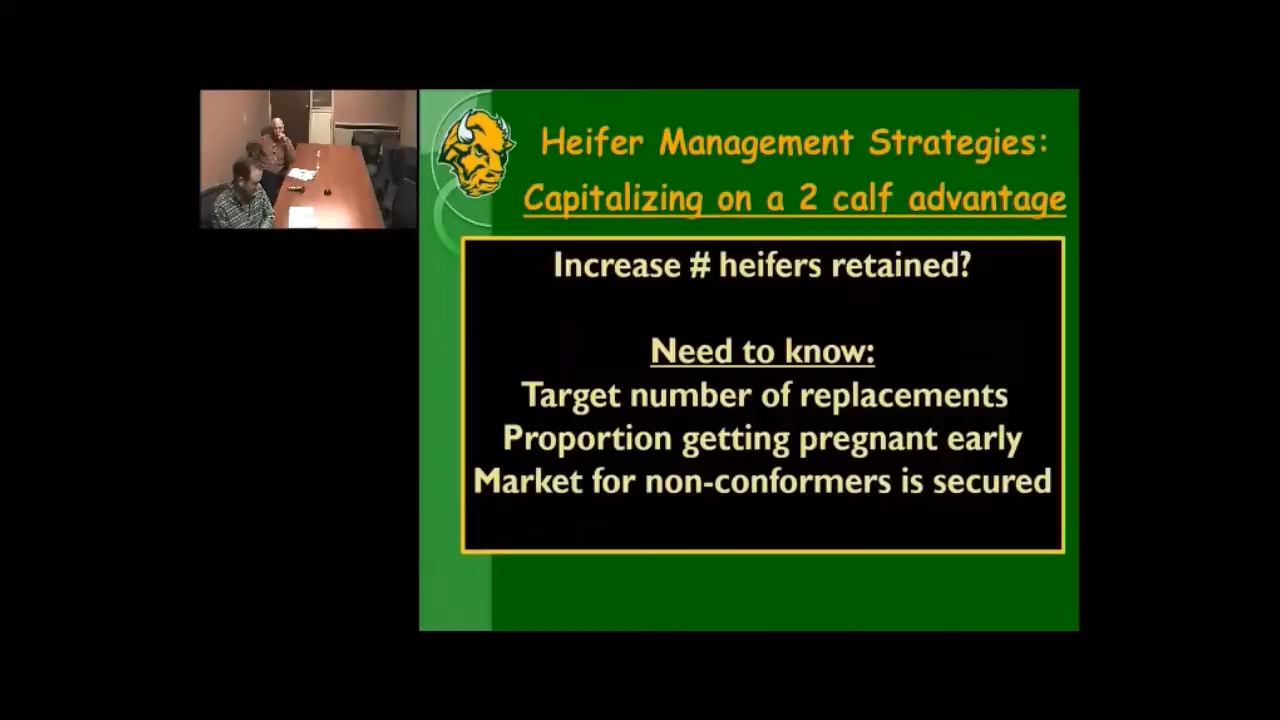 Heifer Management Strategies:
Capitalizing on a 2 calf advantage
Increase # heifers retained?
Need to know:
Target number of replacements
Proportion getting pregnant early
Market for non-conformers is secured